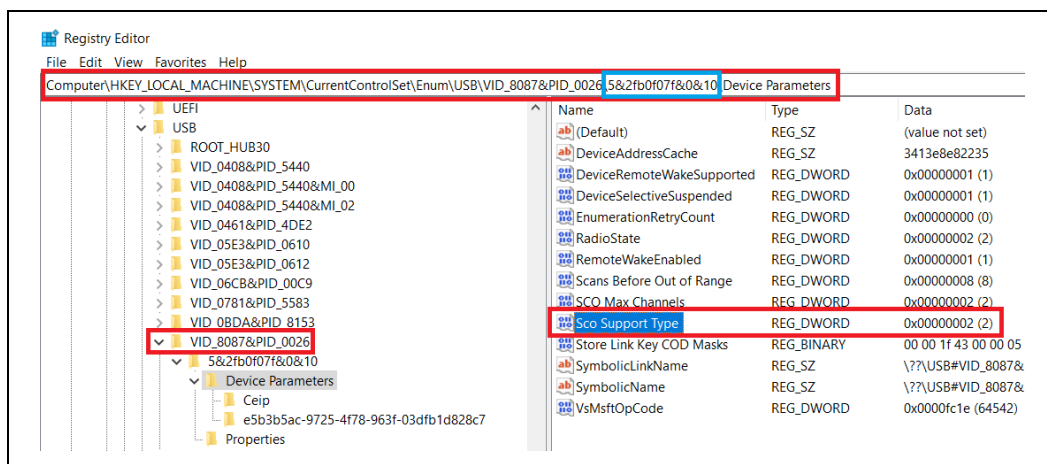 Registry Editor
File Edit View Favorites Help
Computer\HKEY_LOCAL_MACHINE\SYSTEM\CurrentControlSet\Enum\USB\VID_8087&PID_0026\5&2fb0f07f&0&10\Device Parameters
UEFI
USB
ROOT_HUB30
VID_0408&PID_5440
VID_0408&PID_5440&MI_00
VID_0408&PID_5440&MI_02
VID_0461&PID_4DE2
VID_05E3&PID_0610
VID_05E3&PID_0612
VID_06CB&PID_00C9
VID_0781&PID_5583
VID_0BDA&PID_8153
VID_8087&PID_0026
5&2fb0f07f&0&10
Device Parameters
Ceip
e5b3b5ac-9725-4f78-963f-03dfb1d828c7
Properties
Name Type Data
(Default) REG_SZ (value not set)
DeviceAddressCache REG_SZ 3413e8e82235
DeviceRemoteWakeSupported REG_DWORD 0x00000001 (1)
DeviceSelectiveSuspended REG_DWORD 0x00000001 (1)
EnumerationRetryCount REG_DWORD 0x00000000 (0)
RadioState REG_DWORD 0x00000002 (2)
RemoteWakeEnabled REG_DWORD 0x00000001 (1)
Scans Before Out of Range REG_DWORD 0x00000008 (8)
SCO Max Channels REG_DWORD 0x00000002 (2)
Sco Support Type REG_DWORD 0x00000002 (2)
Store Link Key COD Masks REG_BINARY 00 00 1f 43 00 00 05
SymbolicLinkName REG_SZ \??\USB#VID_8087&
SymbolicName REG_SZ \??\USB#VID_8087&
VsMsftOpCode REG_DWORD 0x0000fc1e (64542)